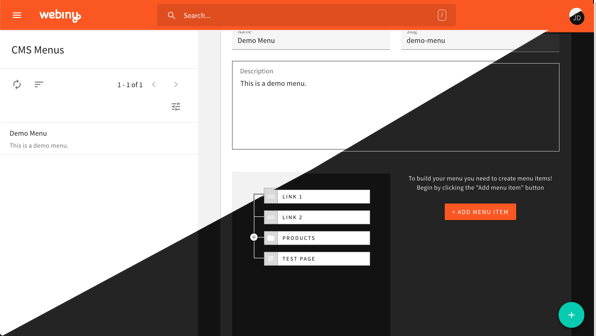 webiny
Search...
/
JD
CMS Menus
1 - 1 of 1
Demo Menu
This is a demo menu.
Name
Demo Menu
Slug
demo-menu
Description
This is a demo menu.
LINK 1
LINK 2
PRODUCTS
TEST PAGE
To build your menu you need to create menu items!
Begin by clicking the "Add menu item" button
+ ADD MENU ITEM